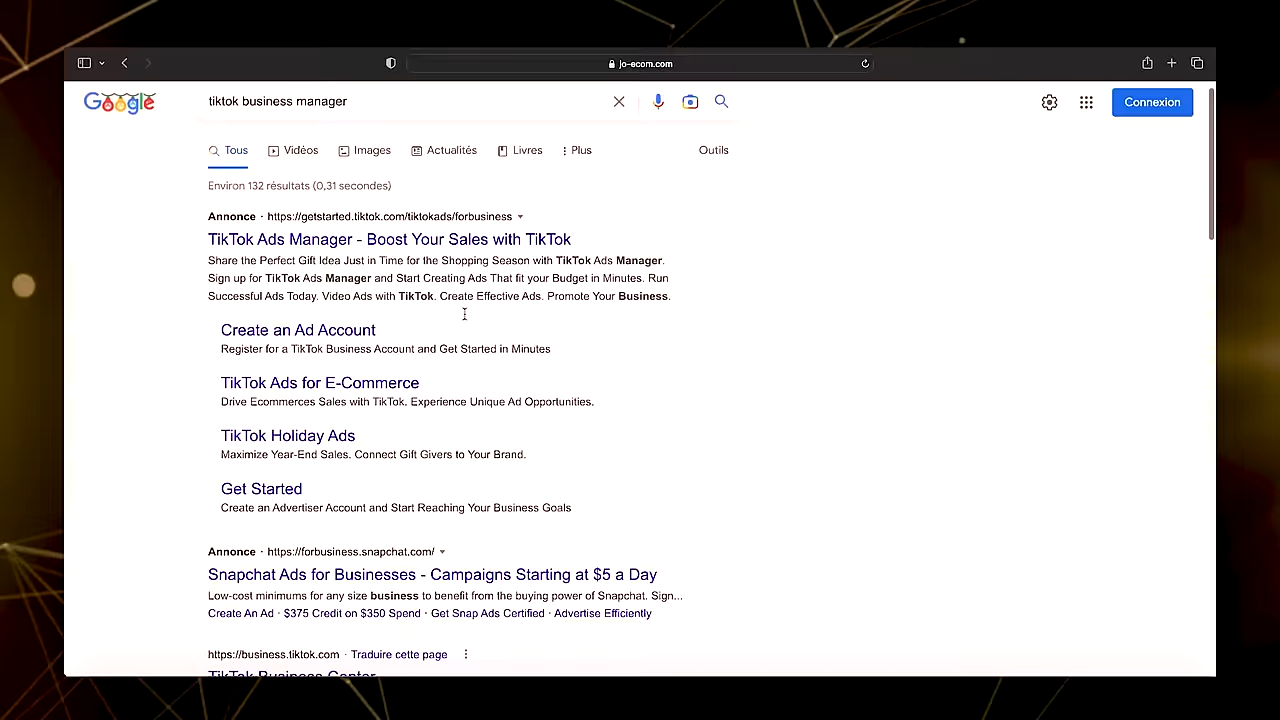 jo-ecom.com
Google
tiktok business manager
Connexion
Tous
Vidéos
Images
Actualités
Livres
Plus
Outils
Environ 132 résultats (0,31 secondes)
Annonce · https://getstarted.tiktok.com/tiktokads/forbusiness
TikTok Ads Manager - Boost Your Sales with TikTok
Share the Perfect Gift Idea Just in Time for the Shopping Season with TikTok Ads Manager.
Sign up for TikTok Ads Manager and Start Creating Ads That fit your Budget in Minutes. Run
Successful Ads Today. Video Ads with TikTok. Create Effective Ads. Promote Your Business.
Create an Ad Account
Register for a TikTok Business Account and Get Started in Minutes
TikTok Ads for E-Commerce
Drive Ecommerces Sales with TikTok. Experience Unique Ad Opportunities.
TikTok Holiday Ads
Maximize Year-End Sales. Connect Gift Givers to Your Brand.
Get Started
Create an Advertiser Account and Start Reaching Your Business Goals
Annonce · https://forbusiness.snapchat.com/
Snapchat Ads for Businesses - Campaigns Starting at $5 a Day
Low-cost minimums for any size business to benefit from the buying power of Snapchat. Sign...
Create An Ad · $375 Credit on $350 Spend · Get Snap Ads Certified · Advertise Efficiently
https://business.tiktok.com · Traduire cette page
TikTok Business Center